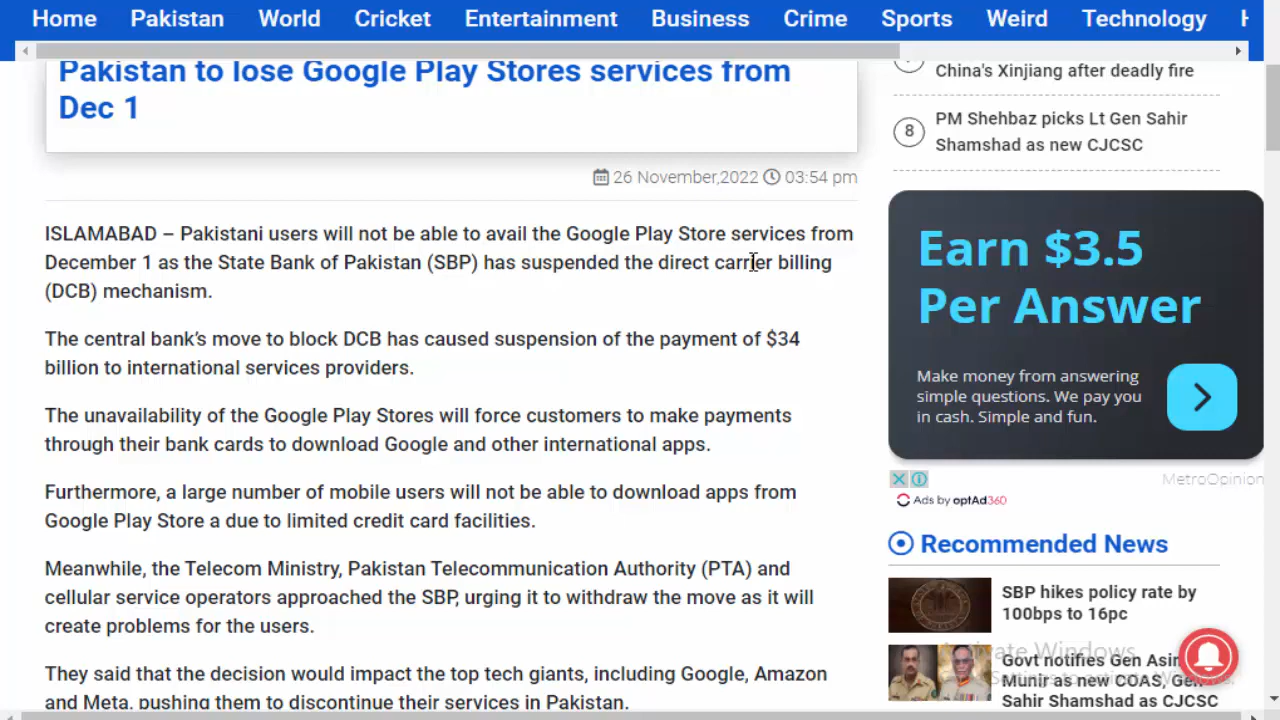 Home Pakistan World Cricket Entertainment Business Crime Sports Weird Technology
Pakistan to lose Google Play Stores services from
Dec 1
26 November,2022 03:54 pm
ISLAMABAD – Pakistani users will not be able to avail the Google Play Store services from
December 1 as the State Bank of Pakistan (SBP) has suspended the direct carrier billing
(DCB) mechanism.
The central bank’s move to block DCB has caused suspension of the payment of $34
billion to international services providers.
The unavailability of the Google Play Stores will force customers to make payments
through their bank cards to download Google and other international apps.
Furthermore, a large number of mobile users will not be able to download apps from
Google Play Store a due to limited credit card facilities.
Meanwhile, the Telecom Ministry, Pakistan Telecommunication Authority (PTA) and
cellular service operators approached the SBP, urging it to withdraw the move as it will
create problems for the users.
They said that the decision would impact the top tech giants, including Google, Amazon
and Meta, pushing them to discontinue their services in Pakistan.
China's Xinjiang after deadly fire
8
PM Shehbaz picks Lt Gen Sahir
Shamshad as new CJCSC
Earn $3.5
Per Answer
Make money from answering
simple questions. We pay you
in cash. Simple and fun.
MetroOpinion
Ads by optAd360
Recommended News
SBP hikes policy rate by
100bps to 16pc
Govt notifies Gen Asim
Munir as new COAS, Gen
Sahir Shamshad as CJCSC